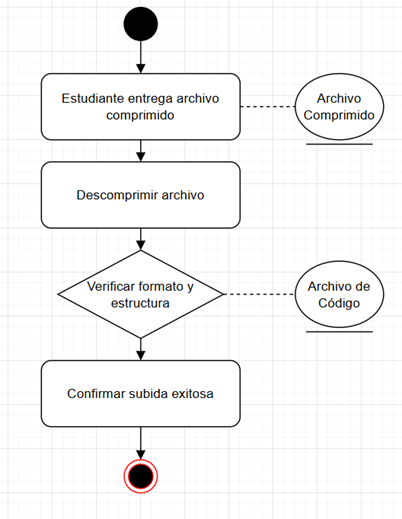 Estudiante entrega archivo
comprimido
Archivo
Comprimido
Descomprimir archivo
Verificar formato y
estructura
Archivo de
Código
Confirmar subida exitosa